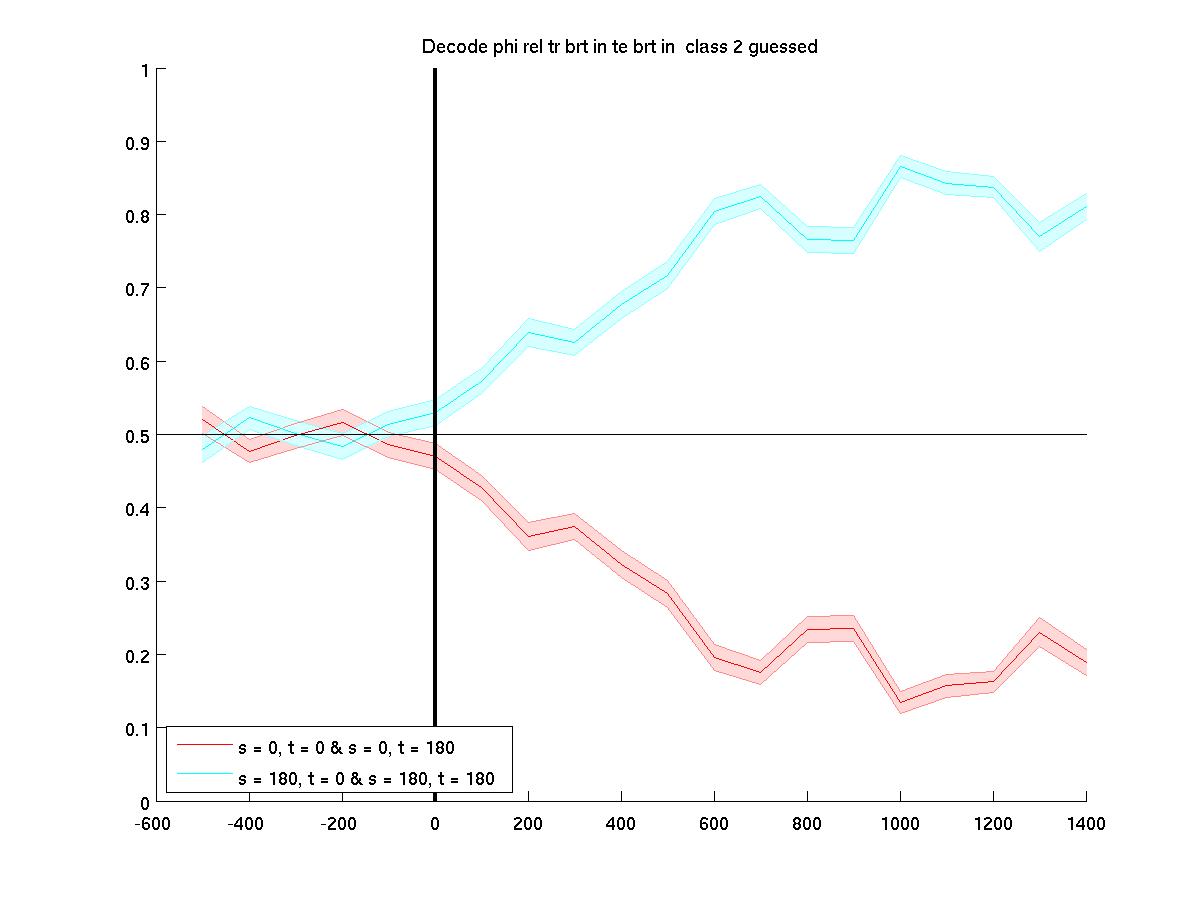 Decode phi rel tr brt in te brt in  class 2 guessed
1
0.9
0.8
0.7
0.6
0.5
0.4
0.3
0.2
0.1
0
s = 0, t = 0 & s = 0, t = 180
s = 180, t = 0 & s = 180, t = 180
-600 -400 -200 0 200 400 600 800 1000 1200 1400